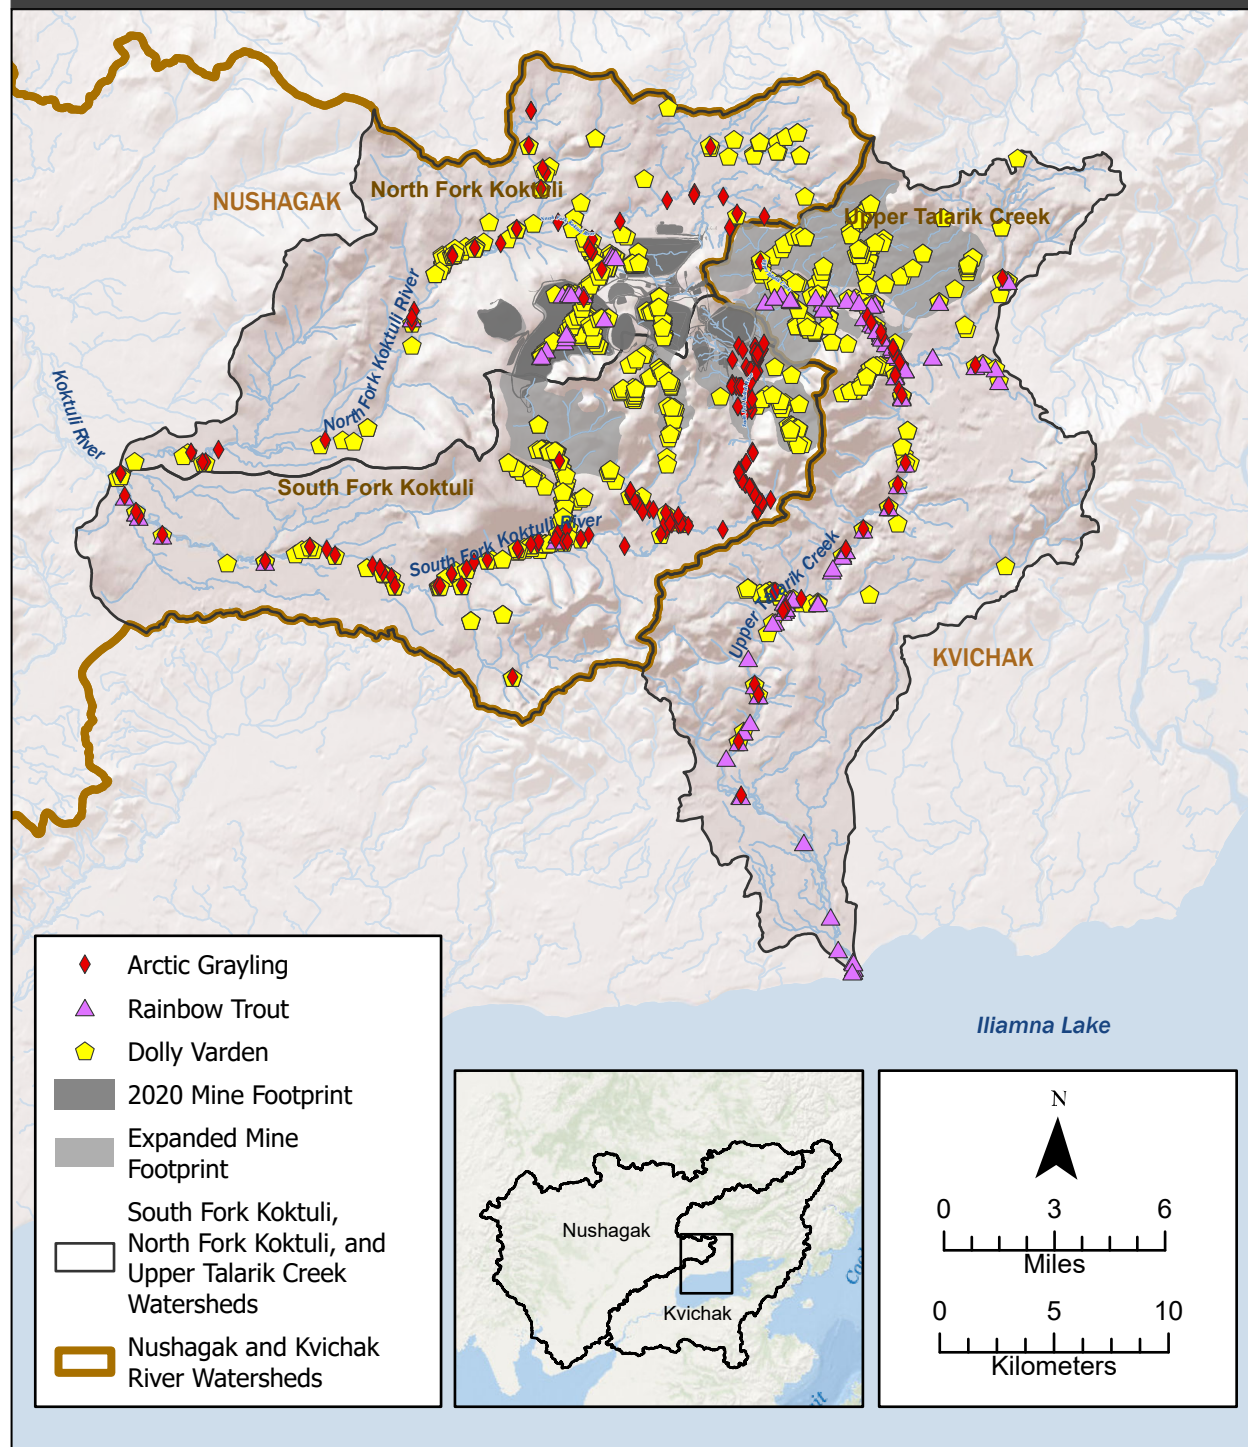 NUSHAGAK
North Fork Koktuli
Upper Talarik Creek
North Fork Koktuli River
Koktuli River
South Fork Koktuli
South Fork Koktuli River
Upper Talarik Creek
KVICHAK
Iliamna Lake
Arctic Grayling
Rainbow Trout
Dolly Varden
2020 Mine Footprint
Expanded Mine
Footprint
South Fork Koktuli,
North Fork Koktuli, and
Upper Talarik Creek
Watersheds
Nushagak and Kvichak
River Watersheds
Nushagak
Kvichak
Coo
it
N
0 3 6
Miles
0 5 10
Kilometers